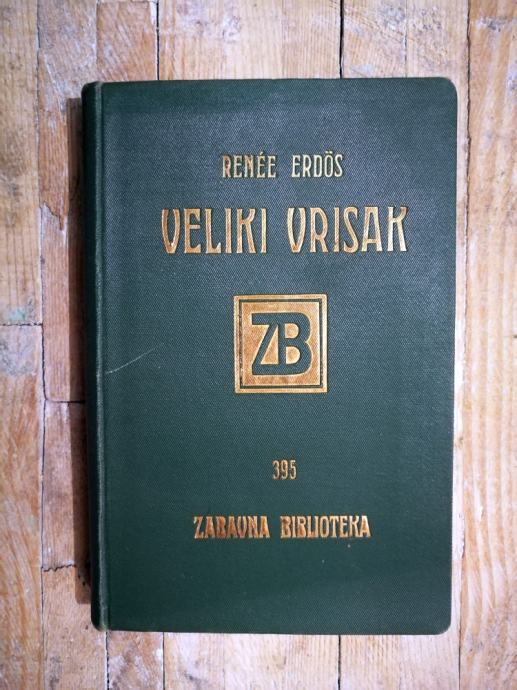 RENÉE ERDÖS
VELIKI VRISAK
ZB
395
ZABAVNA BIBLIOTEKA